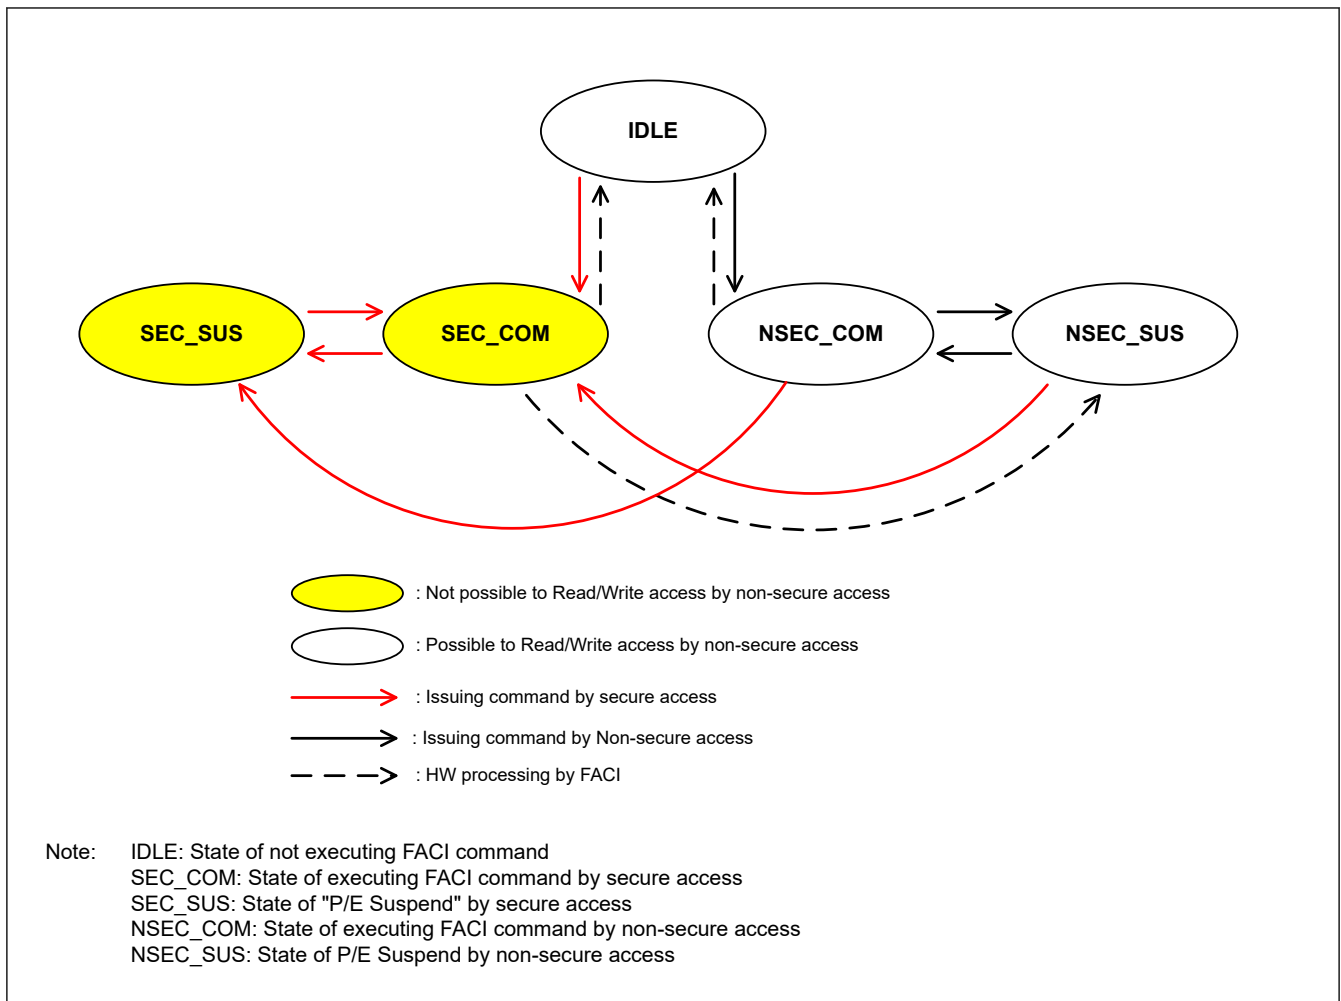 IDLE
SEC_SUS
SEC_COM
NSEC_COM
NSEC_SUS
: Not possible to Read/Write access by non-secure access
: Possible to Read/Write access by non-secure access
: Issuing command by secure access
: Issuing command by Non-secure access
: HW processing by FACI
Note: IDLE: State of not executing FACI command
SEC_COM: State of executing FACI command by secure access
SEC_SUS: State of "P/E Suspend" by secure access
NSEC_COM: State of executing FACI command by non-secure access
NSEC_SUS: State of P/E Suspend by non-secure access